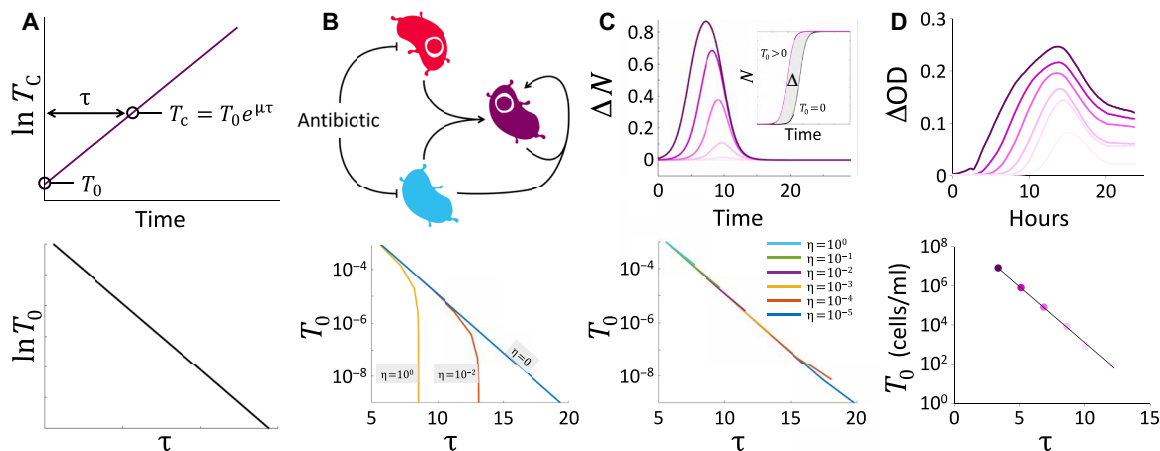 A
ln T_C
τ
T_c = T_0 e^{μτ}
T_0
Time
ln T_0
τ
B
Antibictic
T_0
10^{-4}
10^{-6}
10^{-8}
η=10^0
η=10^{-2}
η=0
5
10
15
20
τ
C
Δ N
0.8
0.6
0.4
0.2
0
0
10
20
Time
N
T_0 > 0
Δ
T_0 = 0
Time
T_0
10^{-4}
10^{-6}
10^{-8}
η=10^0
η=10^{-1}
η=10^{-2}
η=10^{-3}
η=10^{-4}
η=10^{-5}
5
10
15
20
τ
D
ΔOD
0.3
0.2
0.1
0
0
10
20
Hours
T_0 (cells/ml)
10^8
10^6
10^4
10^2
10^0
0
5
10
15
τ